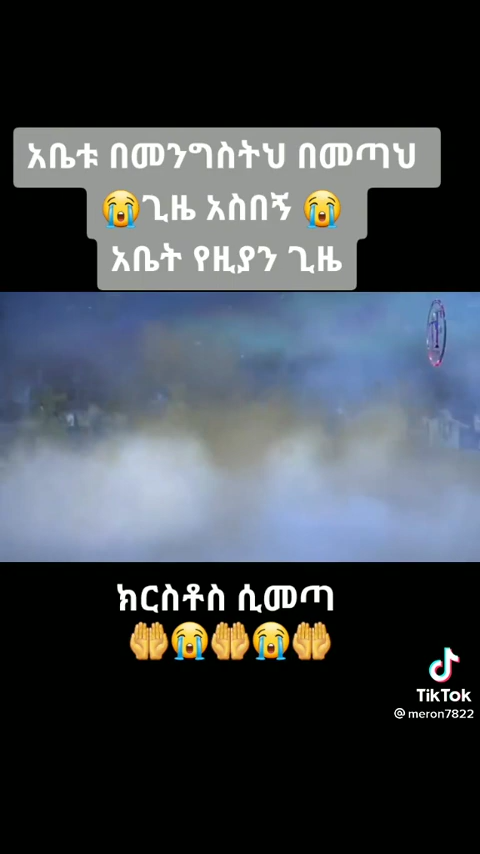 አቤቱ በመንግስትህ በመጣህ
😭ጊዜ አስበኝ 😭
አቤት የዚያን ጊዜ
ክርስቶስ ሲመጣ
🤲😭🤲😭🤲
TikTok
@meron7822